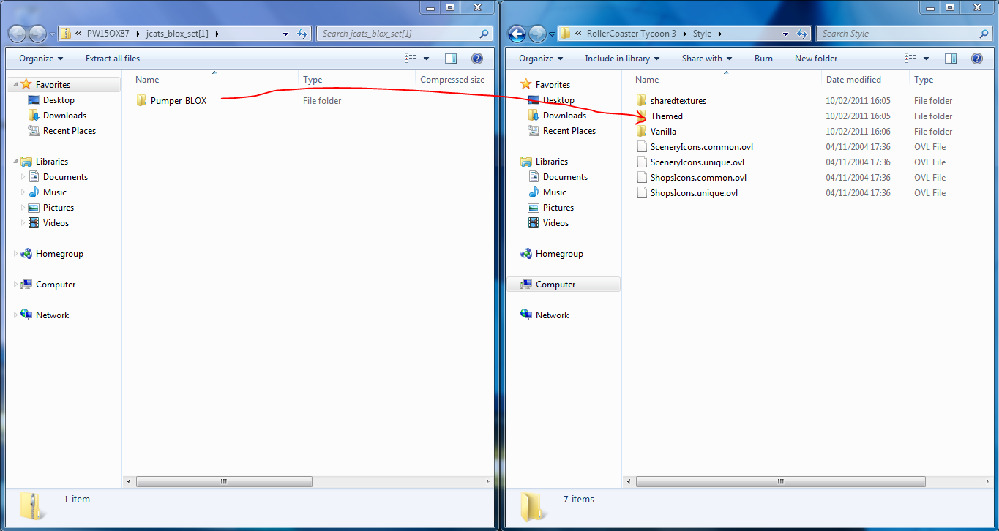 « PW15OX87 jcats_blox_set[1] Search jcats_blox_set[1]
Organize Extract all files
Favorites
Desktop
Downloads
Recent Places
Libraries
Documents
Music
Pictures
Videos
Homegroup
Computer
Network
Name Type Compressed size
Pumper_BLOX File folder
1 item
« RollerCoaster Tycoon 3 Style Search Style
Organize Include in library Share with Burn New folder
Favorites
Desktop
Downloads
Recent Places
Libraries
Documents
Music
Pictures
Videos
Homegroup
Computer
Network
Name Date modified Type
sharedtextures 10/02/2011 16:05 File folder
Themed 10/02/2011 16:05 File folder
Vanilla 10/02/2011 16:06 File folder
SceneryIcons.common.ovl 04/11/2004 17:36 OVL File
SceneryIcons.unique.ovl 04/11/2004 17:36 OVL File
ShopsIcons.common.ovl 04/11/2004 17:36 OVL File
ShopsIcons.unique.ovl 04/11/2004 17:36 OVL File
7 items